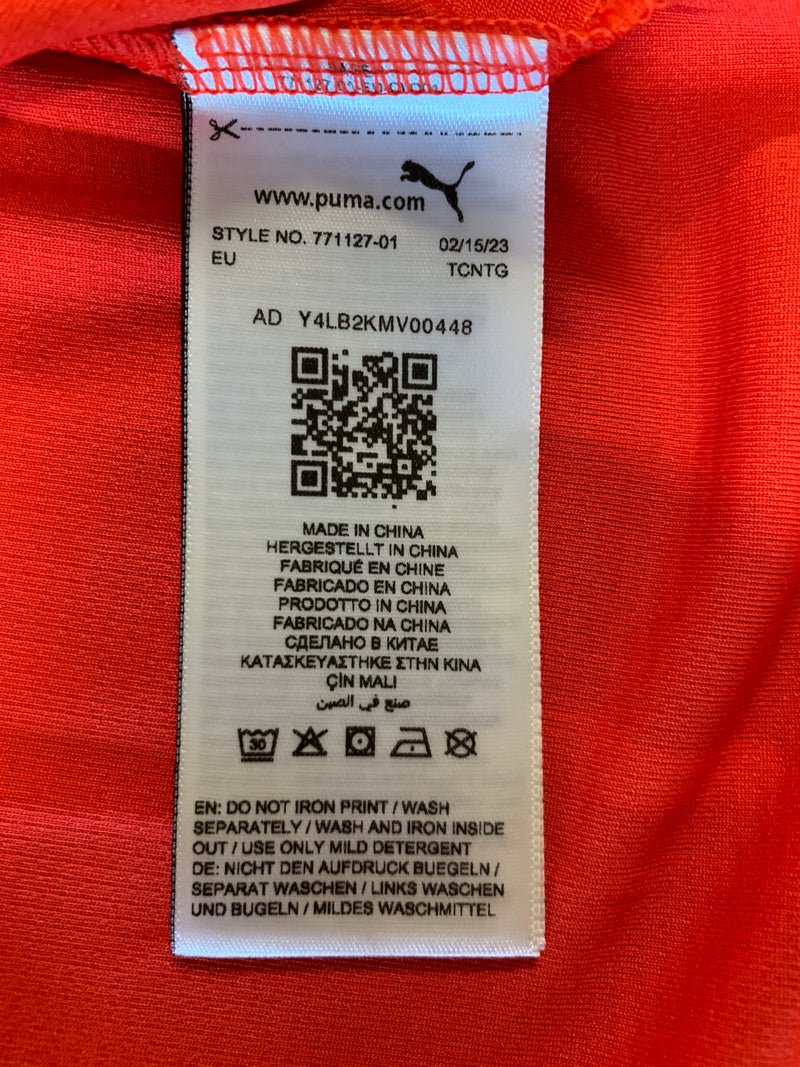 www.puma.com
STYLE NO. 771127-01 02/15/23
EU TCNTG
AD Y4LB2KMV00448
MADE IN CHINA
HERGESTELLT IN CHINA
FABRIQUÉ EN CHINE
FABRICADO EN CHINA
PRODOTTO IN CHINA
FABRICADO NA CHINA
СДЕЛАНО В КИТАЕ
ΚΑΤΑΣΚΕΥΑΣΤΗΚΕ ΣΤΗΝ ΚΙΝΑ
ÇİN MALI
صنع في الصين
30
EN: DO NOT IRON PRINT / WASH
SEPARATELY / WASH AND IRON INSIDE
OUT / USE ONLY MILD DETERGENT
DE: NICHT DEN AUFDRUCK BUEGELN /
SEPARAT WASCHEN / LINKS WASCHEN
UND BUGELN / MILDES WASCHMITTEL